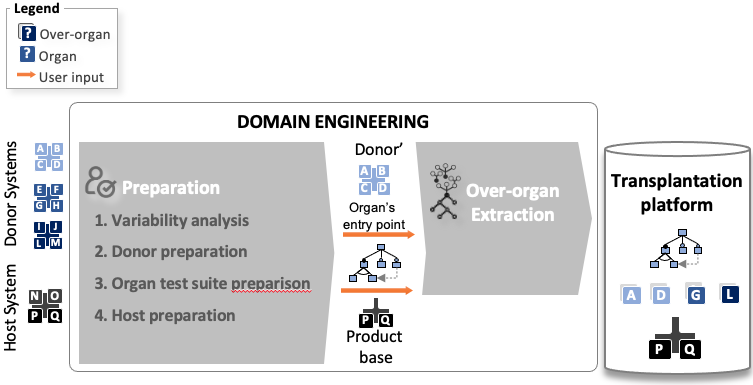 Legend
? Over-organ
? Organ
User input
DOMAIN ENGINEERING
Donor Systems
A B
C D
E F
G H
I J
L M
Host System
N O
P Q
Preparation
1. Variability analysis
2. Donor preparation
3. Organ test suite preparison
4. Host preparation
Donor’
A B
C D
Organ's
entry point
P Q
Product
base
Over-organ
Extraction
Transplantation
platform
A D G L
P Q